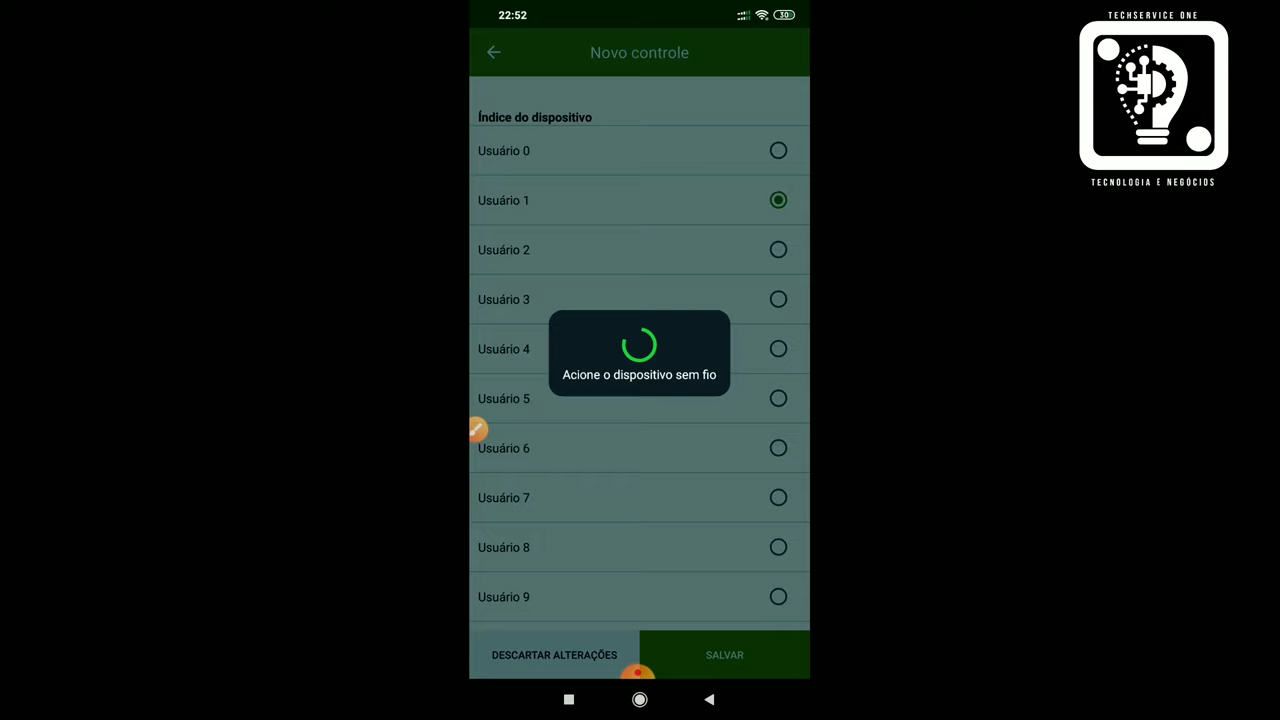 TECHSERVICE ONE
22:52
30
Novo controle
Índice do dispositivo
Usuário 0
Usuário 1
Usuário 2
Usuário 3
Usuário 4
Acione o dispositivo sem fio
Usuário 5
Usuário 6
Usuário 7
Usuário 8
Usuário 9
DESCARTAR ALTERAÇÕES
SALVAR
TECNOLOGIA E NEGÓCIOS